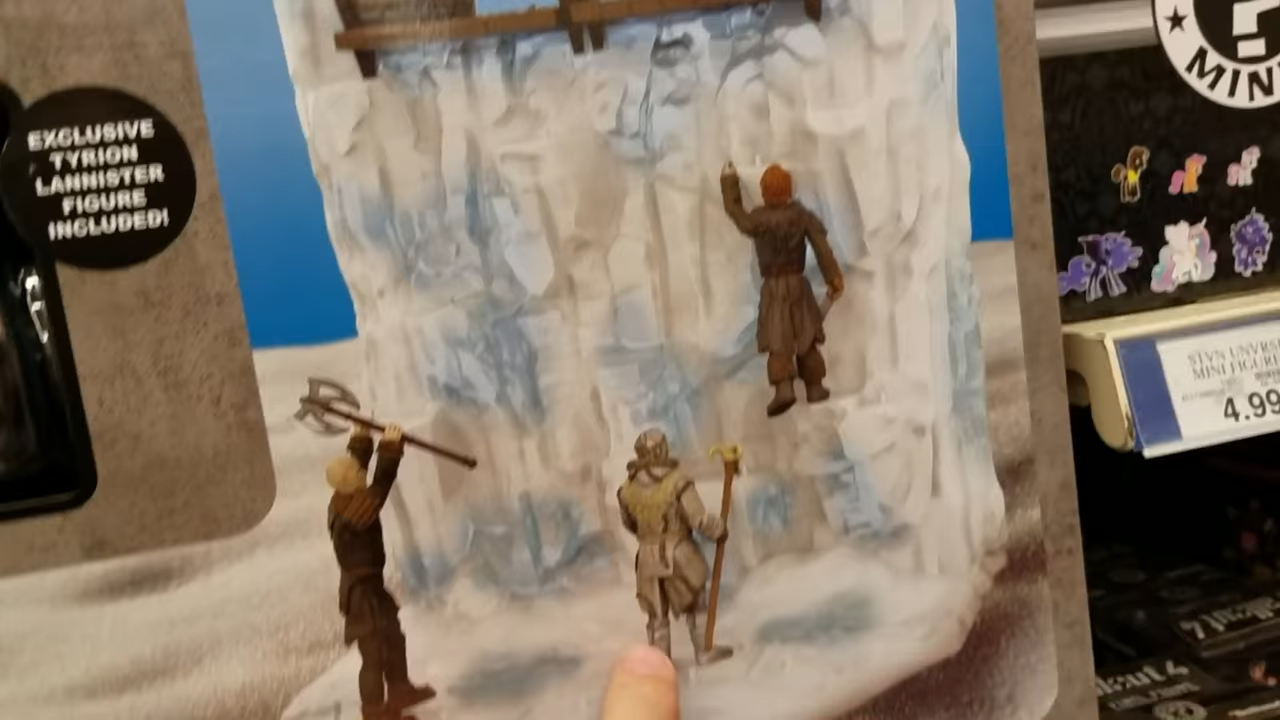 EXCLUSIVE
TYRION
LANNISTER
FIGURE
INCLUDED!
?
MINI
STVN UNVRS
MINI FIGURE
4.99